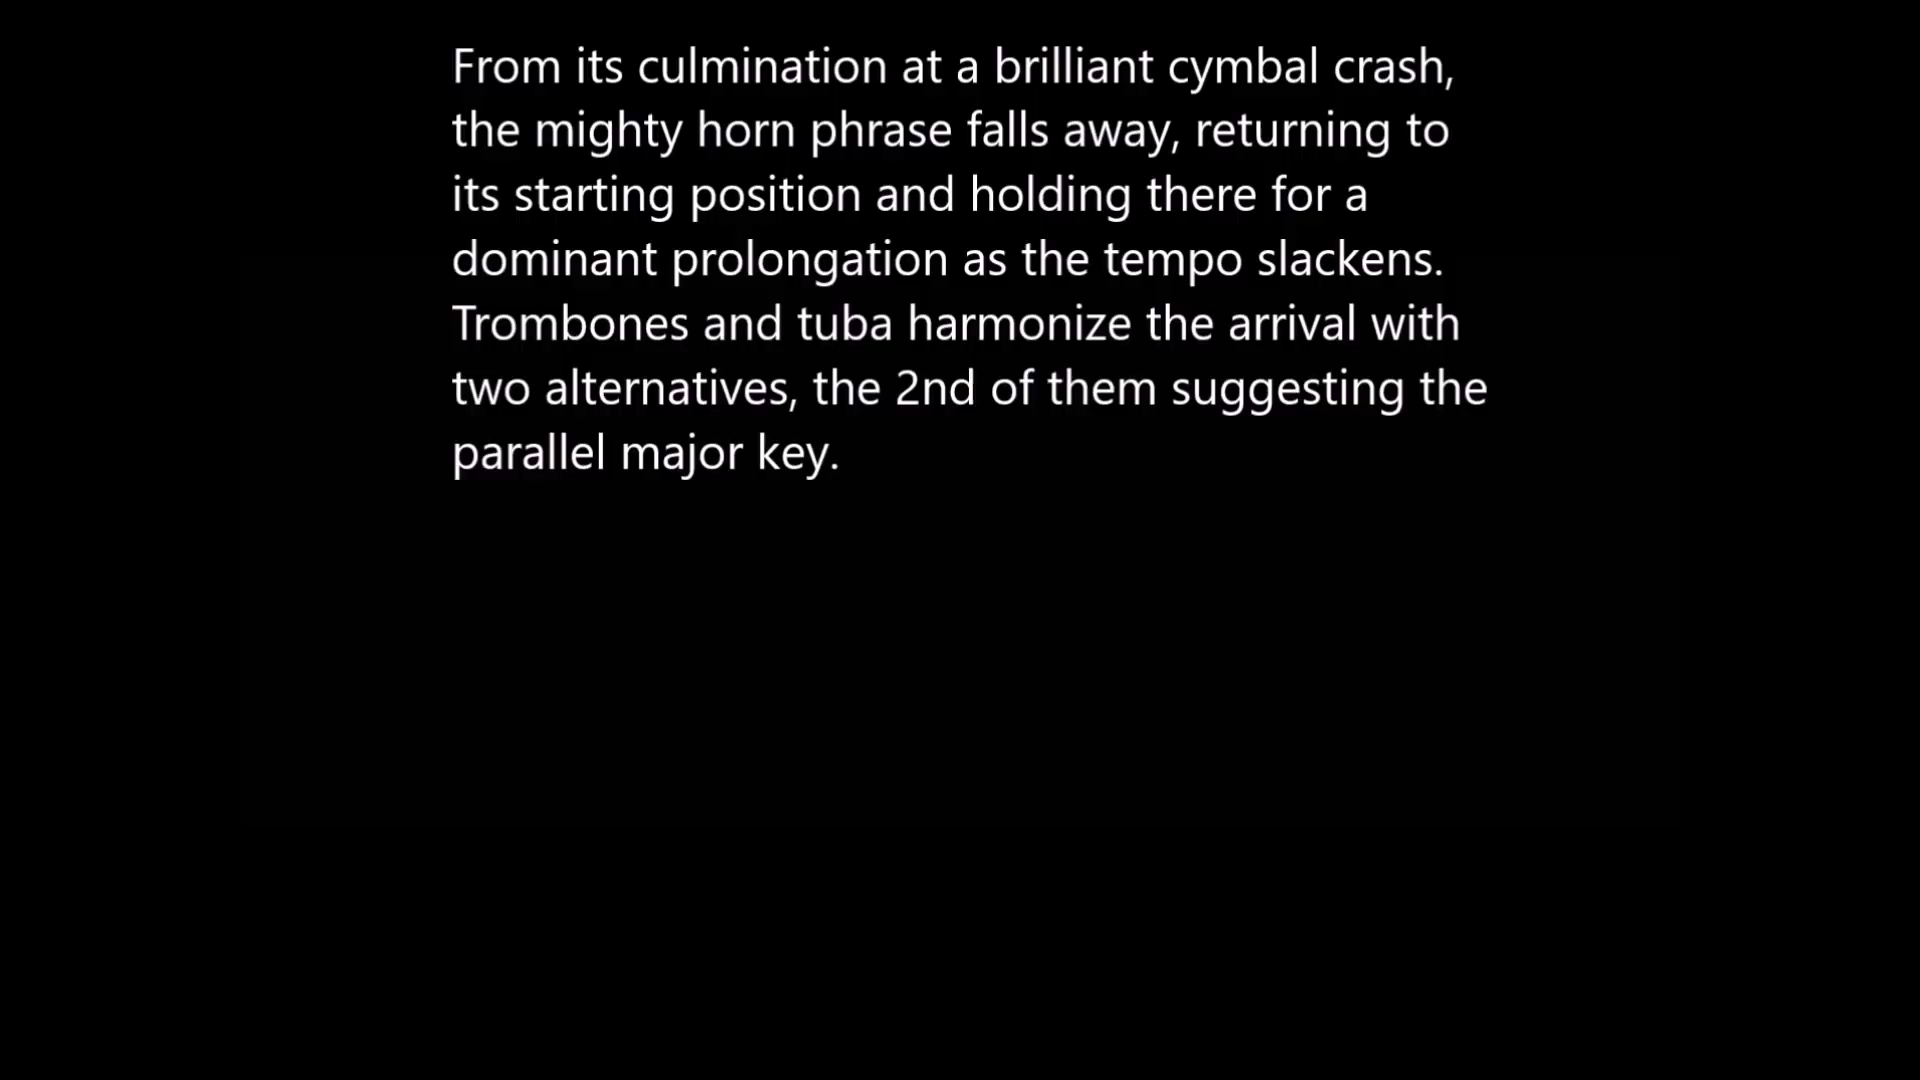 From its culmination at a brilliant cymbal crash,
the mighty horn phrase falls away, returning to
its starting position and holding there for a
dominant prolongation as the tempo slackens.
Trombones and tuba harmonize the arrival with
two alternatives, the 2nd of them suggesting the
parallel major key.